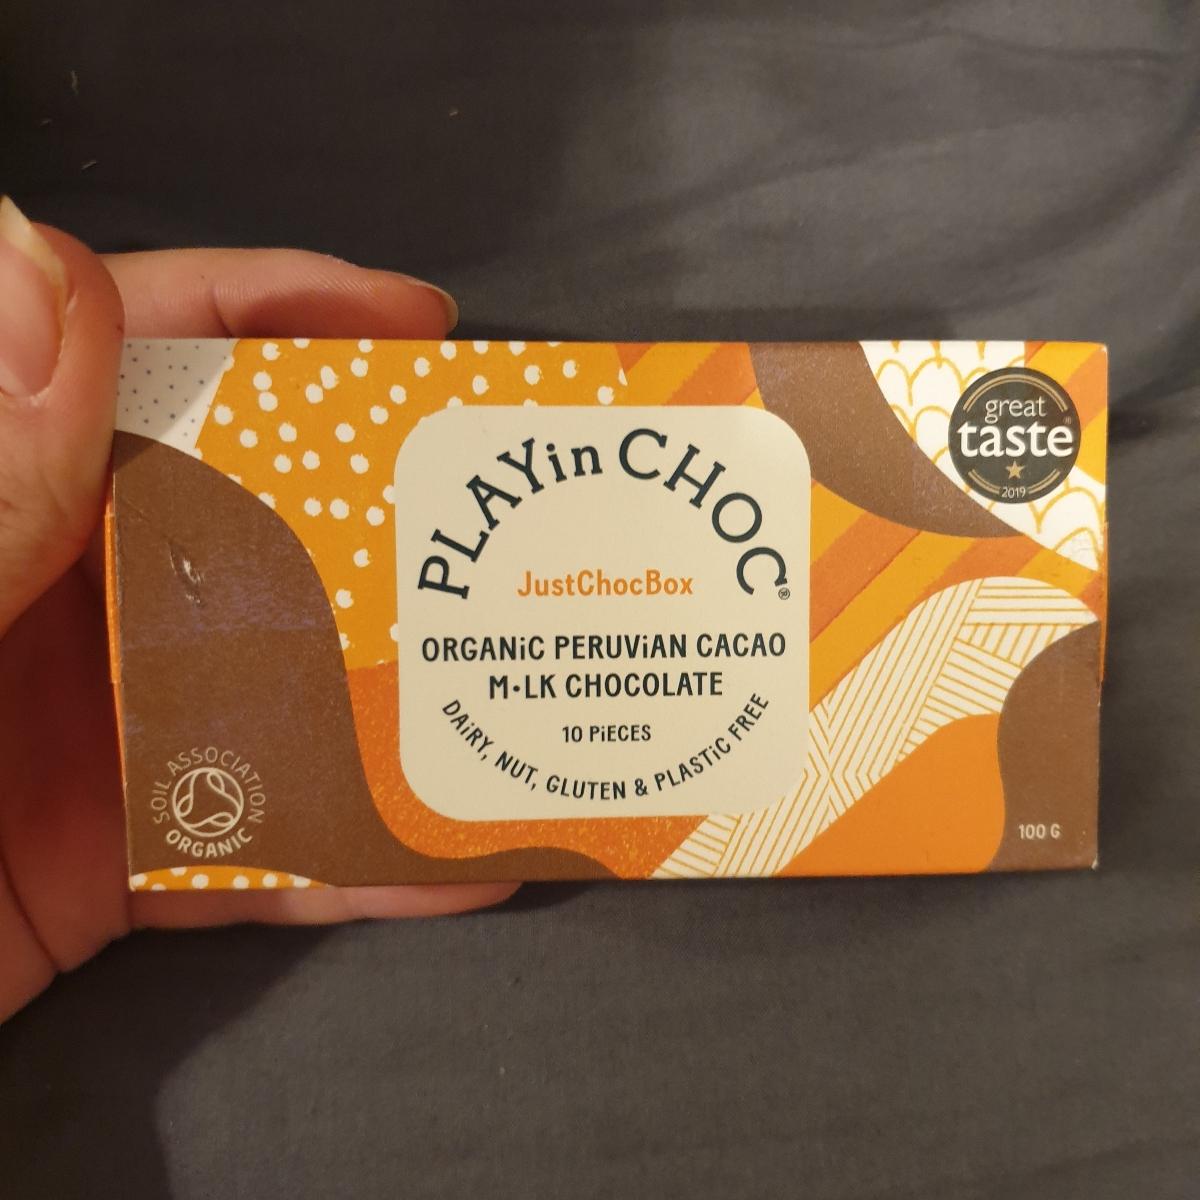 great
taste
2019
PLAYin CHOC®
JustChocBox
ORGANiC PERUViAN CACAO
M•LK CHOCOLATE
10 PiECES
DAiRY, NUT, GLUTEN & PLASTiC FREE
SOIL ASSOCIATION
ORGANIC
100 G